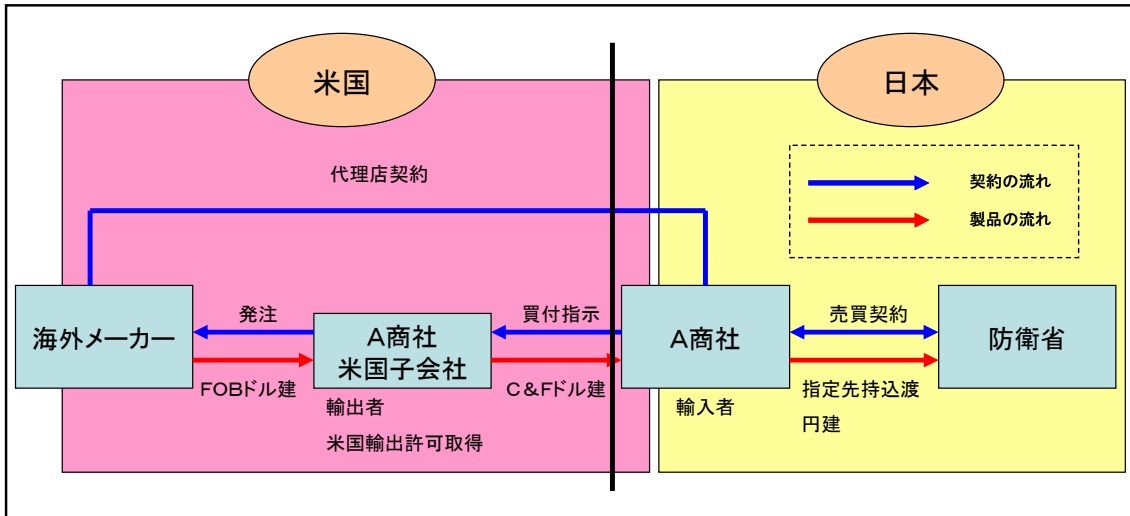 米国
日本
代理店契約
契約の流れ
製品の流れ
海外メーカー
発注
A商社
米国子会社
買付指示
A商社
売買契約
防衛省
FOBドル建
輸出者
米国輸出許可取得
C&Fドル建
輸入者
指定先持込渡
円建